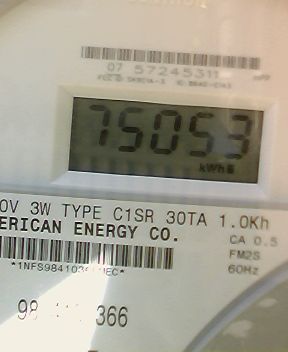 07 57245311
75053
kWh
0V 3W TYPE C1SR 30TA 1.0Kh
ERICAN ENERGY CO.
CA 0.5
FM2S
60Hz
98 366